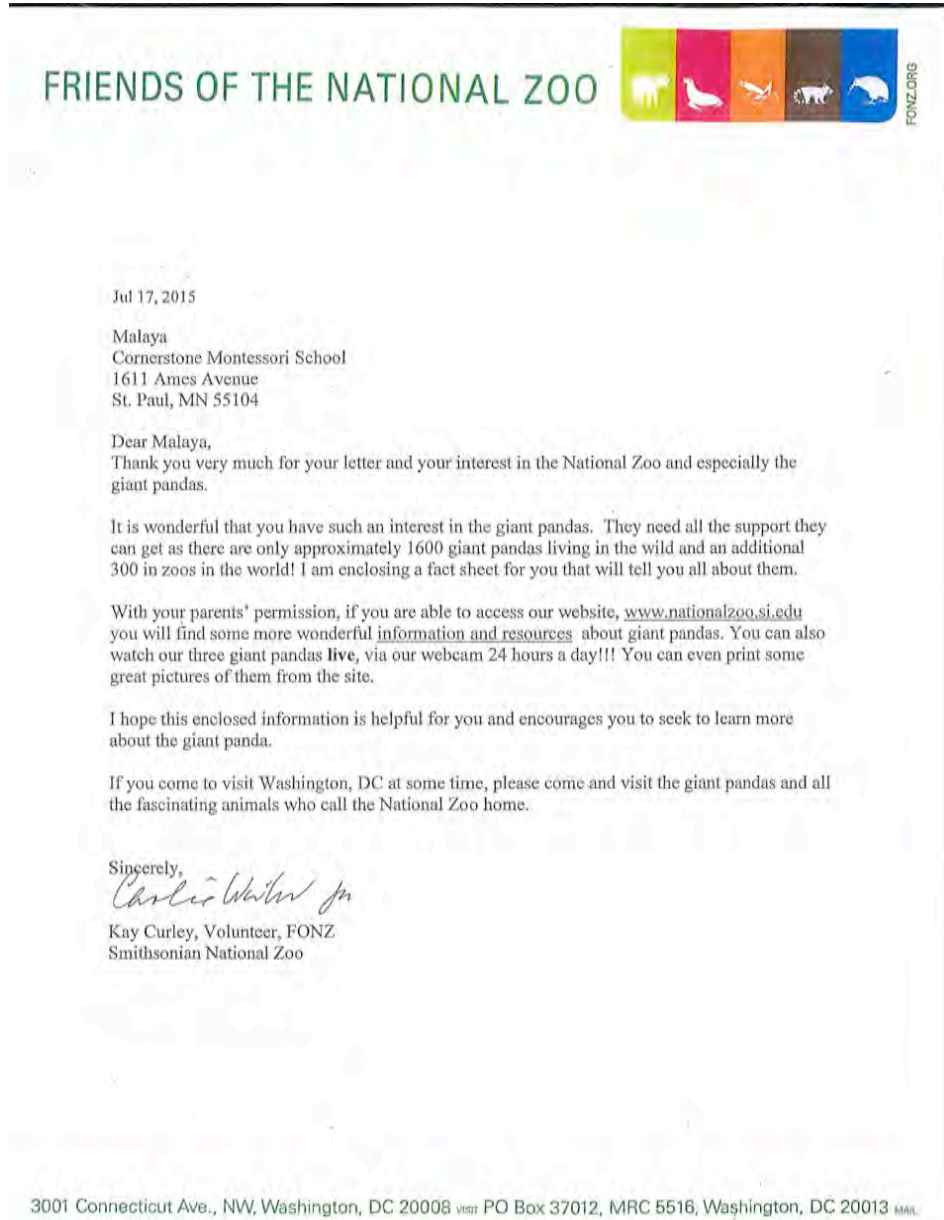 FRIENDS OF THE NATIONAL ZOO
FONZ.ORG
Jul 17, 2015
Malaya
Cornerstone Montessori School
1611 Ames Avenue
St. Paul, MN 55104
Dear Malaya,
Thank you very much for your letter and your interest in the National Zoo and especially the
giant pandas.
It is wonderful that you have such an interest in the giant pandas.  They need all the support they
can get as there are only approximately 1600 giant pandas living in the wild and an additional
300 in zoos in the world! I am enclosing a fact sheet for you that will tell you all about them.
With your parents' permission, if you are able to access our website, www.nationalzoo.si.edu
you will find some more wonderful information and resources about giant pandas. You can also
watch our three giant pandas live, via our webcam 24 hours a day!!! You can even print some
great pictures of them from the site.
I hope this enclosed information is helpful for you and encourages you to seek to learn more
about the giant panda.
If you come to visit Washington, DC at some time, please come and visit the giant pandas and all
the fascinating animals who call the National Zoo home.
Sincerely,
Kay Curley, Volunteer, FONZ
Smithsonian National Zoo
3001 Connecticut Ave., NW, Washington, DC 20008 VISIT PO Box 37012, MRC 5516, Washington, DC 20013 MAIL